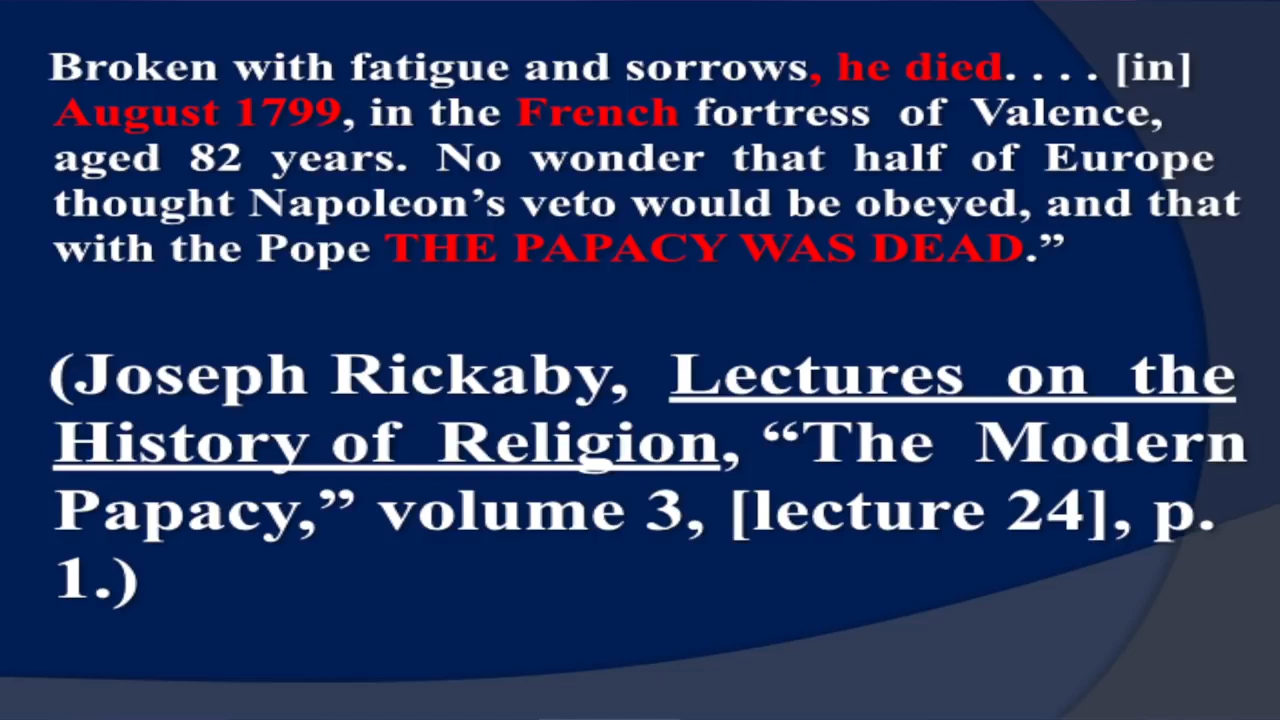 Broken with fatigue and sorrows, he died. . . . [in]
August 1799, in the French fortress of Valence,
aged 82 years. No wonder that half of Europe
thought Napoleon’s veto would be obeyed, and that
with the Pope THE PAPACY WAS DEAD.”
(Joseph Rickaby, Lectures on the
History of Religion, “The Modern
Papacy,” volume 3, [lecture 24], p.
1.)